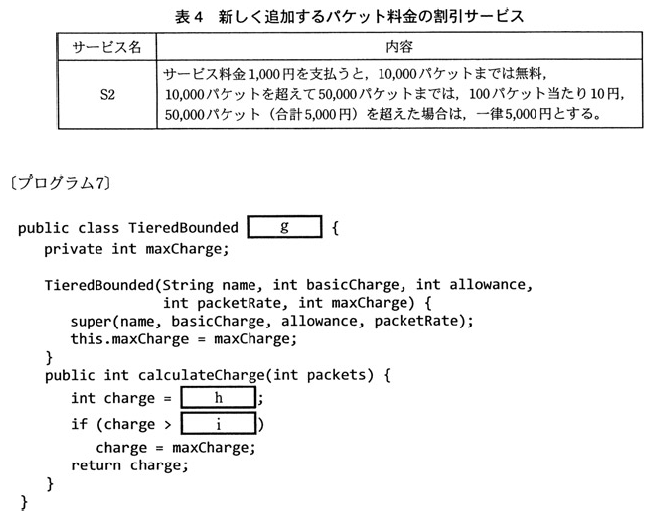 表4 新しく追加するパケット料金の割引サービス
サービス名 内容
S2 サービス料金1,000円を支払うと，10,000パケットまでは無料，
10,000パケットを超えて50,000パケットまでは，100パケット当たり10円，
50,000パケット（合計5,000円）を超えた場合は，一律5,000円とする。
〔プログラム7〕
public class TieredBounded g {
private int maxCharge;
TieredBounded(String name, int basicCharge, int allowance,
int packetRate, int maxCharge) {
super(name, basicCharge, allowance, packetRate);
this.maxCharge = maxCharge;
}
public int calculateCharge(int packets) {
int charge = h ;
if (charge > i )
charge = maxCharge;
return charge;
}
}